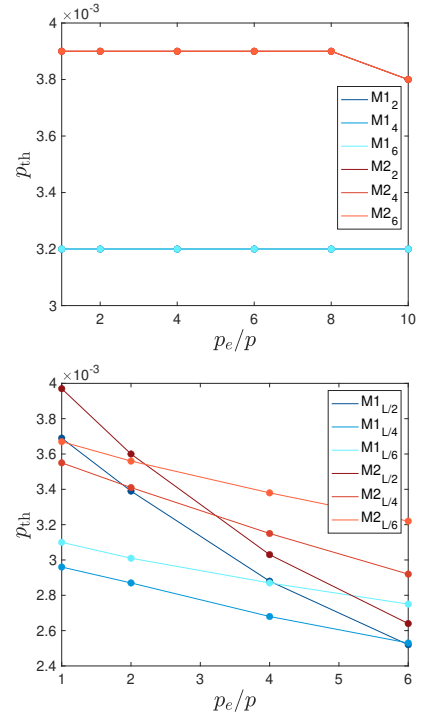 ×10⁻³
4
3.8
3.6
3.4
3.2
3
p_th
2 4 6 8 10
p_e/p
M1_2
M1_4
M1_6
M2_2
M2_4
M2_6
×10⁻³
4
3.8
3.6
3.4
3.2
3
2.8
2.6
2.4
p_th
1 2 3 4 5 6
p_e/p
M1_L/2
M1_L/4
M1_L/6
M2_L/2
M2_L/4
M2_L/6